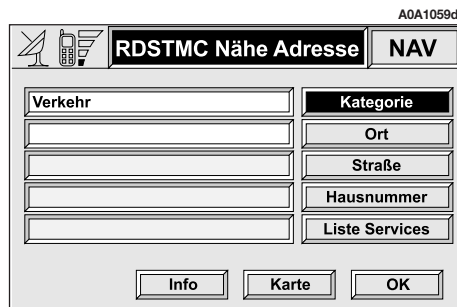 A0A1059d
RDSTMC Nähe Adresse NAV
Verkehr Kategorie
Ort
Straße
Hausnummer
Liste Services
Info Karte OK